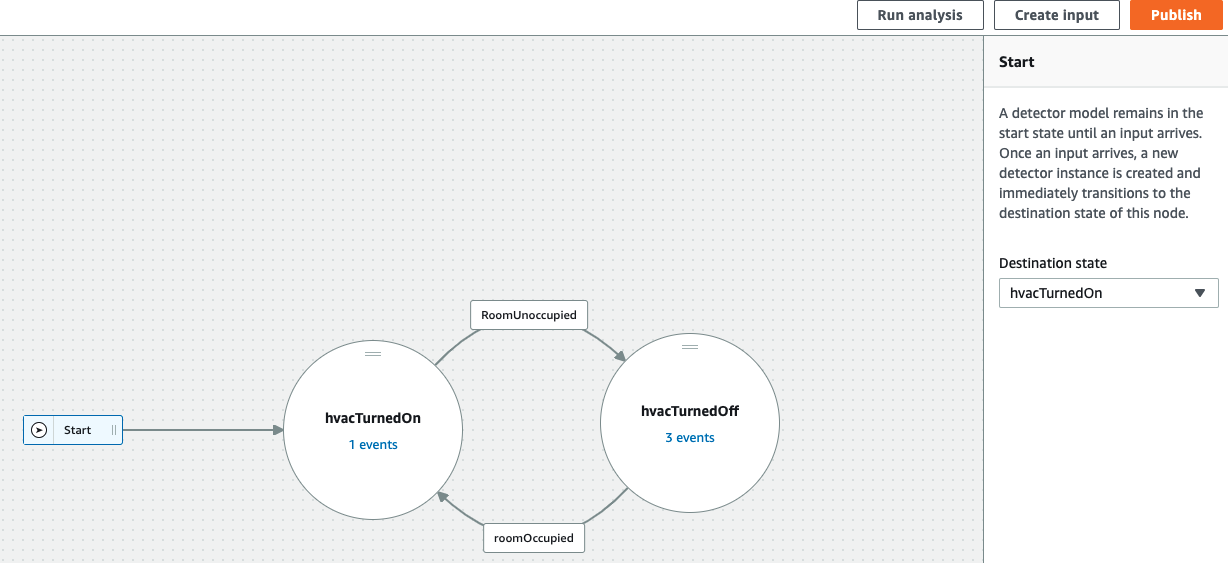 Run analysis
Create input
Publish
Start
A detector model remains in the
start state until an input arrives.
Once an input arrives, a new
detector instance is created and
immediately transitions to the
destination state of this node.
Destination state
hvacTurnedOn
RoomUnoccupied
hvacTurnedOn
1 events
hvacTurnedOff
3 events
Start
roomOccupied